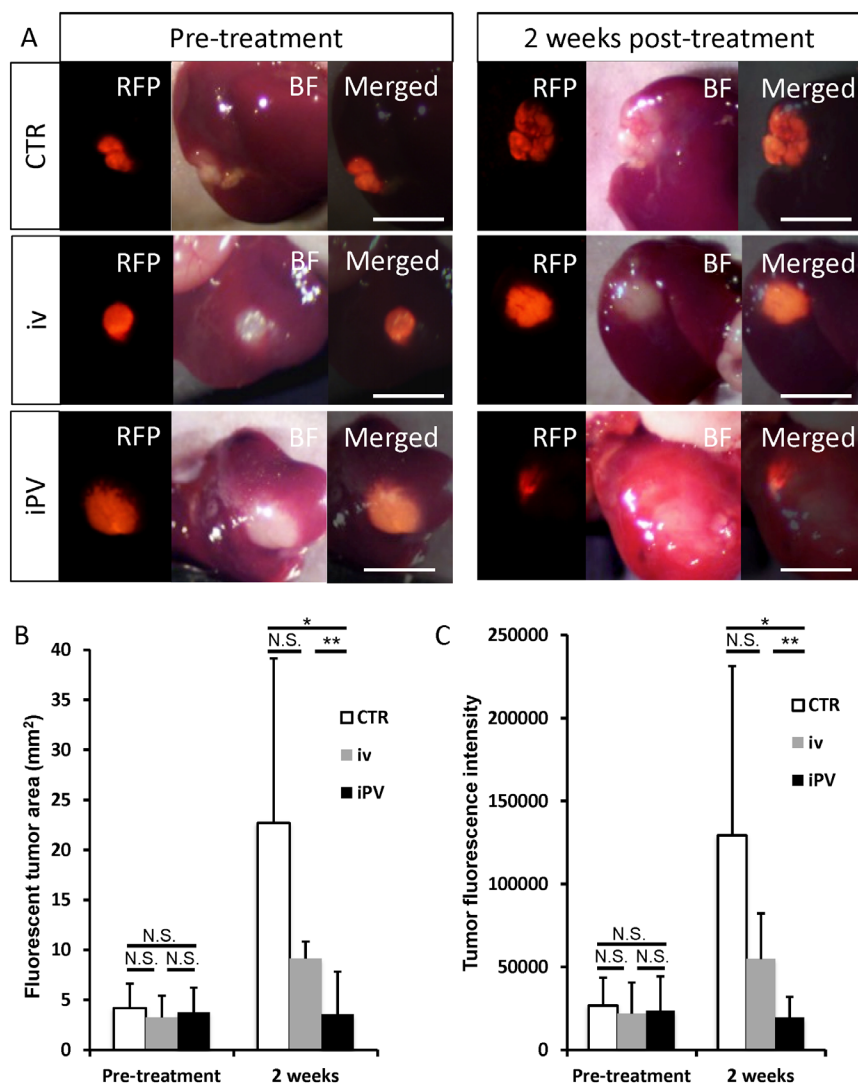 A
Pre-treatment
2 weeks post-treatment
CTR
RFP
BF
Merged
RFP
BF
Merged
iv
RFP
BF
Merged
RFP
BF
Merged
iPV
RFP
BF
Merged
RFP
BF
Merged
B
Fluorescent tumor area (mm²)
40
35
30
25
20
15
10
5
0
N.S.
N.S.
N.S.
*
N.S.
**
CTR
iv
iPV
Pre-treatment
2 weeks
C
Tumor fluorescence intensity
250000
200000
150000
100000
50000
0
N.S.
N.S.
N.S.
*
N.S.
**
CTR
iv
iPV
Pre-treatment
2 weeks